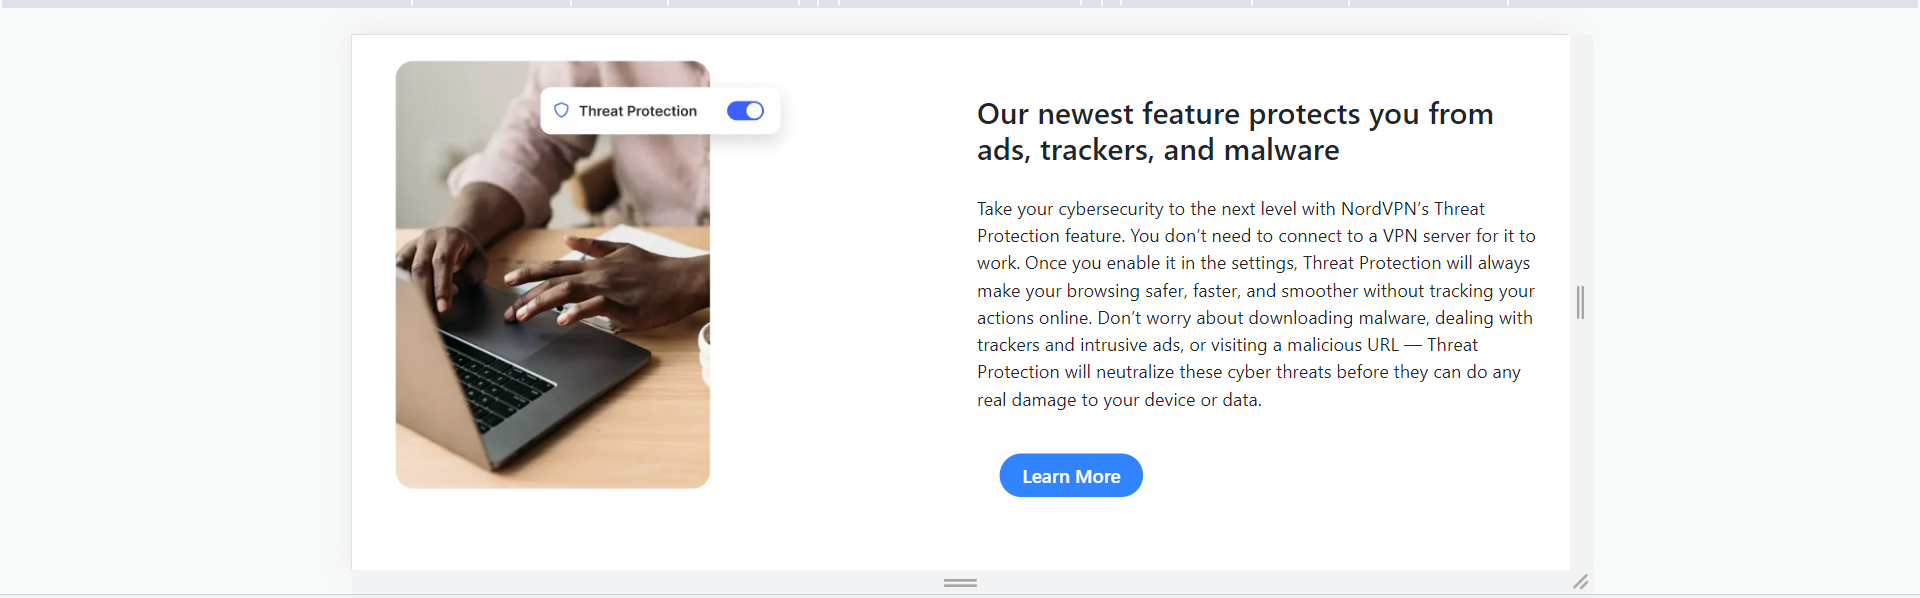 Threat Protection
Our newest feature protects you from
ads, trackers, and malware
Take your cybersecurity to the next level with NordVPN’s Threat
Protection feature. You don’t need to connect to a VPN server for it to
work. Once you enable it in the settings, Threat Protection will always
make your browsing safer, faster, and smoother without tracking your
actions online. Don’t worry about downloading malware, dealing with
trackers and intrusive ads, or visiting a malicious URL — Threat
Protection will neutralize these cyber threats before they can do any
real damage to your device or data.
Learn More